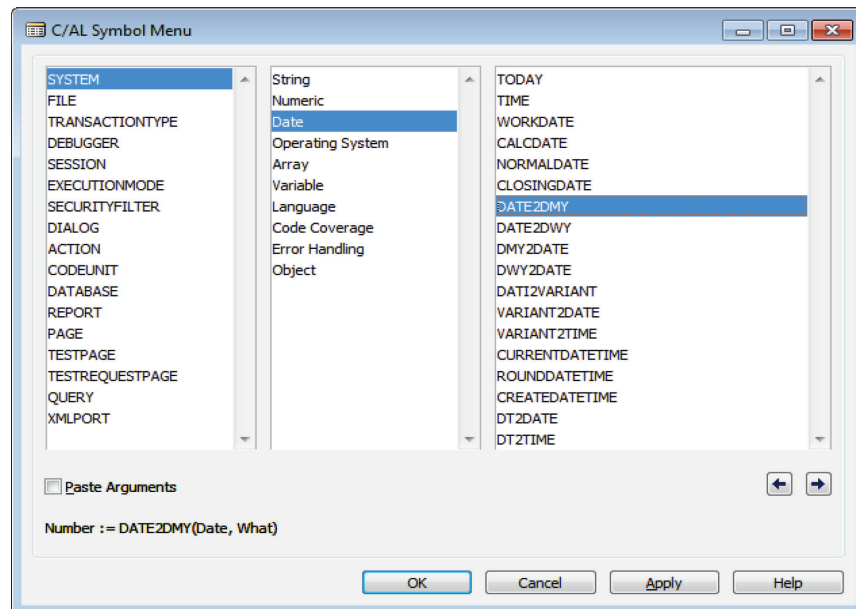 C/AL Symbol Menu
SYSTEM
FILE
TRANSACTIONTYPE
DEBUGGER
SESSION
EXECUTIONMODE
SECURITYFILTER
DIALOG
ACTION
CODEUNIT
DATABASE
REPORT
PAGE
TESTPAGE
TESTREQUESTPAGE
QUERY
XMLPORT
String
Numeric
Date
Operating System
Array
Variable
Language
Code Coverage
Error Handling
Object
TODAY
TIME
WORKDATE
CALCDATE
NORMALDATE
CLOSINGDATE
DATE2DMY
DATE2DWY
DMY2DATE
DWY2DATE
DATI2VARIANT
VARIANT2DATE
VARIANT2TIME
CURRENTDATETIME
ROUNDDATETIME
CREATEDATETIME
DT2DATE
DT2TIME
Paste Arguments
Number := DATE2DMY(Date, What)
OK
Cancel
Apply
Help